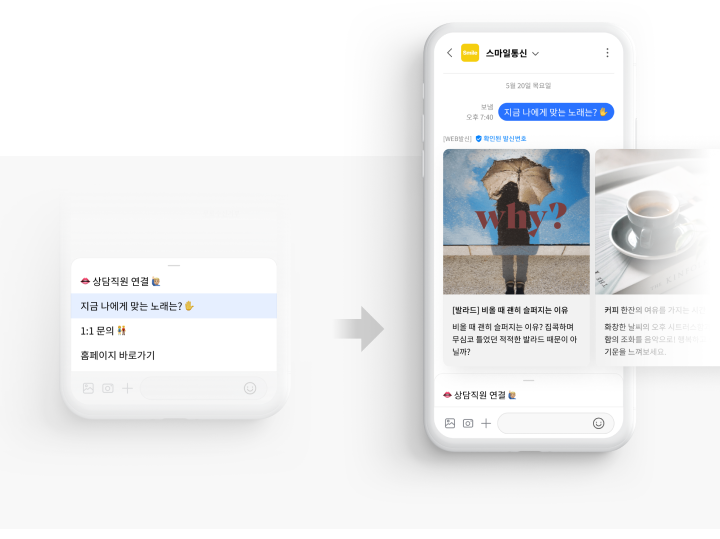 상담직원 연결
지금 나에게 맞는 노래는?
1:1 문의
홈페이지 바로가기
Smile
스마일통신
5월 20일 목요일
보냄
오후 7:40
지금 나에게 맞는 노래는?
[WEB발신] 확인된 발신번호
why?
[발라드] 비올 때 괜히 슬퍼지는 이유
비올 때 괜히 슬퍼지는 이유? 집콕하며
무심코 틀었던 적적한 발라드 때문이 아
닐까?
커피 한잔의 여유를 가지는
화창한 날씨의 오후 시트러스
함의 조화를 음악으로!
기운을 느껴보세요.
상담직원 연결